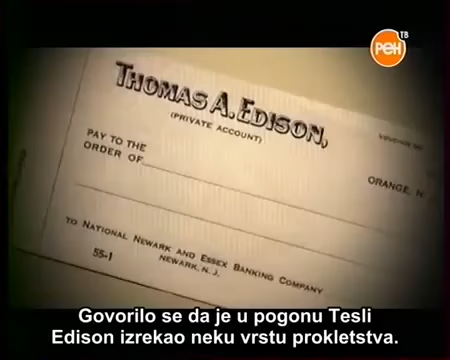 РЕН ТВ
THOMAS A. EDISON,
(PRIVATE ACCOUNT)
PAY TO THE
ORDER OF
ORANGE, N.
TO NATIONAL NEWARK AND ESSEX BANKING COMPANY
55-1
NEWARK, N. J.
Govorilo se da je u pogonu Tesli
Edison izrekao neku vrstu prokletstva.